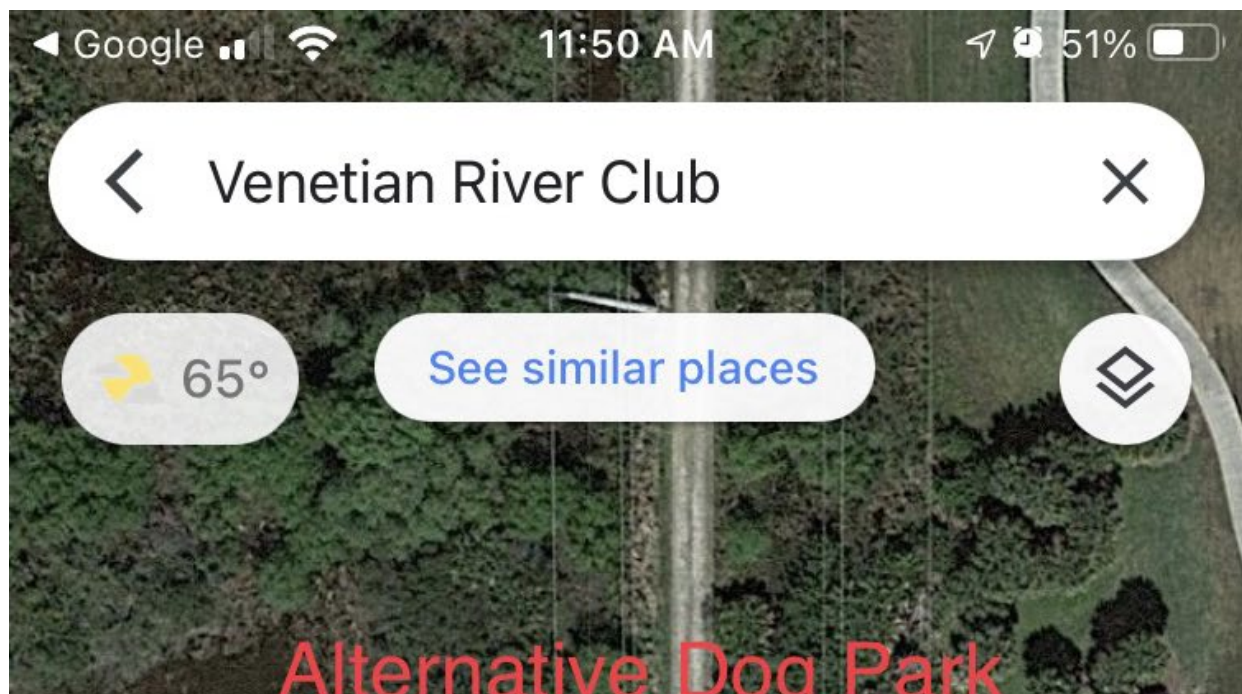 Google 11:50 AM 51%
Venetian River Club
65° See similar places
Alternative Dog Park